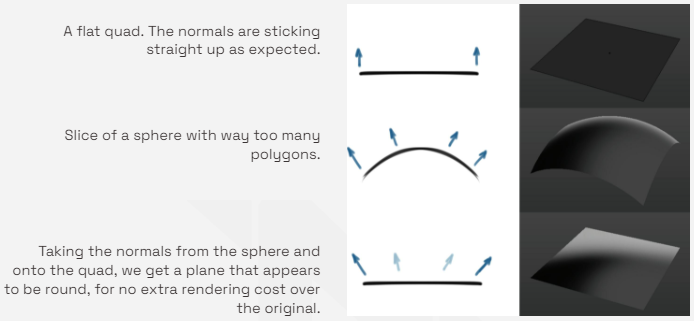 A flat quad. The normals are sticking
straight up as expected.
Slice of a sphere with way too many
polygons.
Taking the normals from the sphere and
onto the quad, we get a plane that appears
to be round, for no extra rendering cost over
the original.